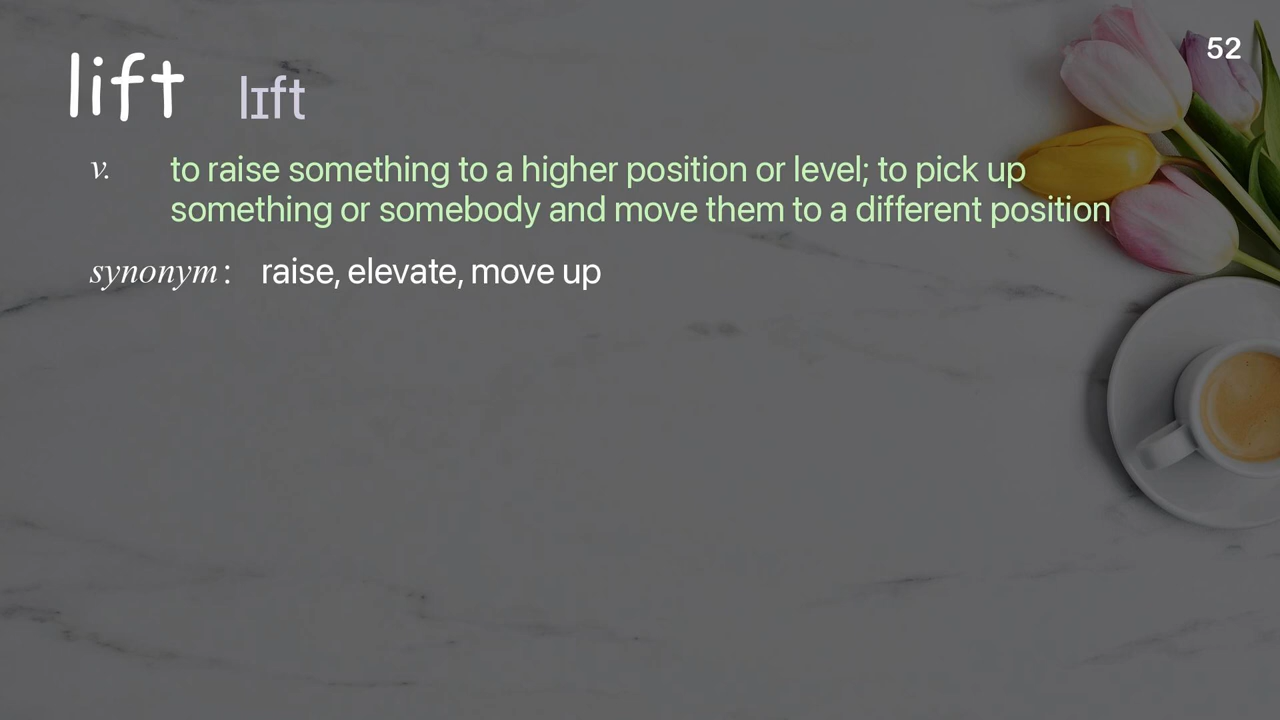 52
lift lɪft
v. to raise something to a higher position or level; to pick up
something or somebody and move them to a different position
synonym : raise, elevate, move up